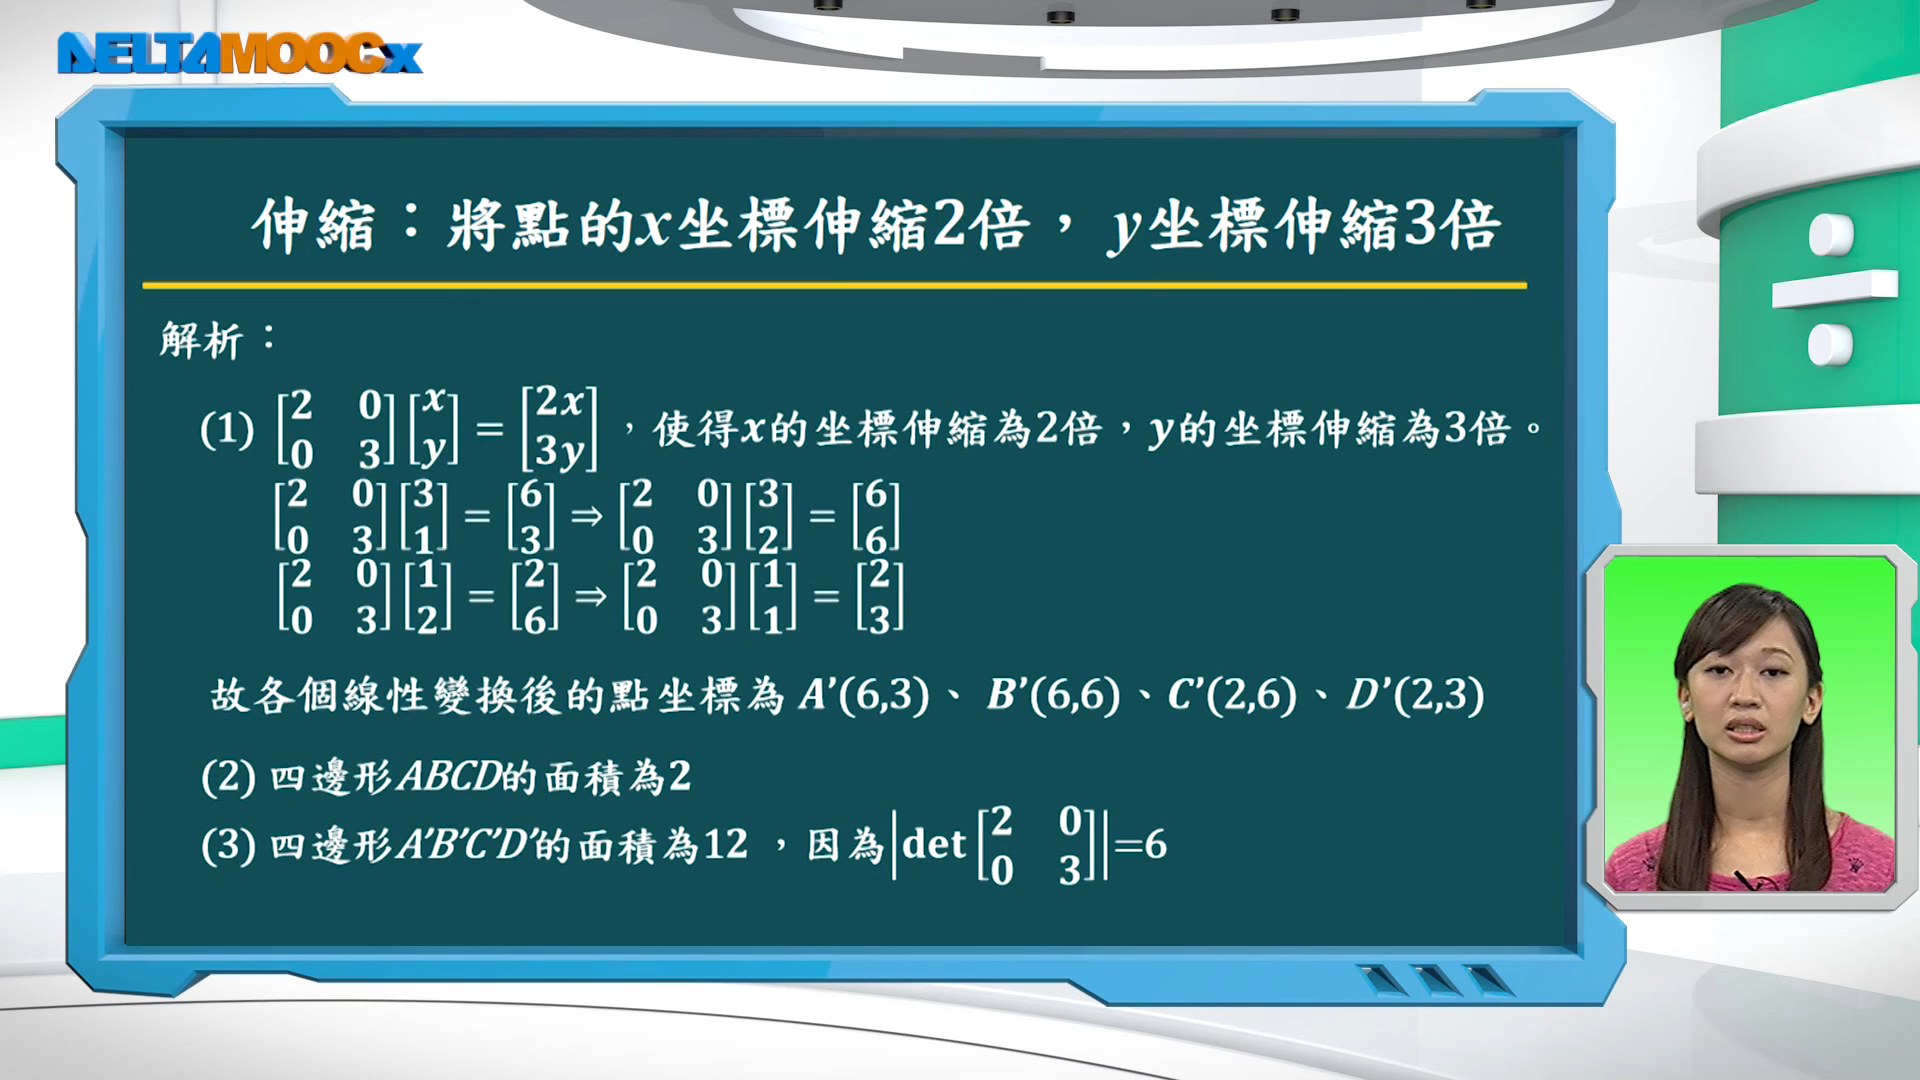 DELTAMOOCx
伸縮：將點的x坐標伸縮2倍，y坐標伸縮3倍
解析：
(1) [2 0; 0 3][x; y] = [2x; 3y]，使得x的坐標伸縮為2倍，y的坐標伸縮為3倍。
[2 0; 0 3][3; 1] = [6; 3] ⇒ [2 0; 0 3][3; 2] = [6; 6]
[2 0; 0 3][1; 2] = [2; 6] ⇒ [2 0; 0 3][1; 1] = [2; 3]
故各個線性變換後的點坐標為 A’(6,3)、B’(6,6)、C’(2,6)、D’(2,3)
(2) 四邊形ABCD的面積為2
(3) 四邊形A’B’C’D’的面積為12，因為|det[2 0; 0 3]|=6